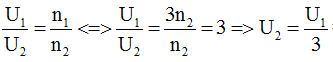 U₁/U₂ = n₁/n₂ <=> U₁/U₂ = 3n₂/n₂ = 3 => U₂ = U₁/3